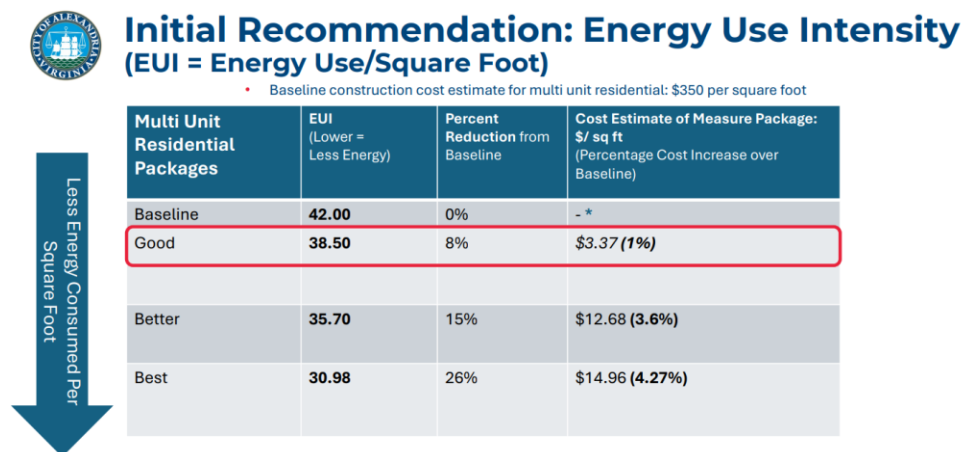 CITY OF ALEXANDRIA
VIRGINIA
Initial Recommendation: Energy Use Intensity
(EUI = Energy Use/Square Foot)
• Baseline construction cost estimate for multi unit residential: $350 per square foot
Less Energy Consumed Per
Square Foot
Multi Unit
Residential
Packages
EUI
(Lower =
Less Energy)
Percent
Reduction from
Baseline
Cost Estimate of Measure Package:
$/ sq ft
(Percentage Cost Increase over
Baseline)
Baseline 42.00 0% - *
Good 38.50 8% $3.37 (1%)
Better 35.70 15% $12.68 (3.6%)
Best 30.98 26% $14.96 (4.27%)